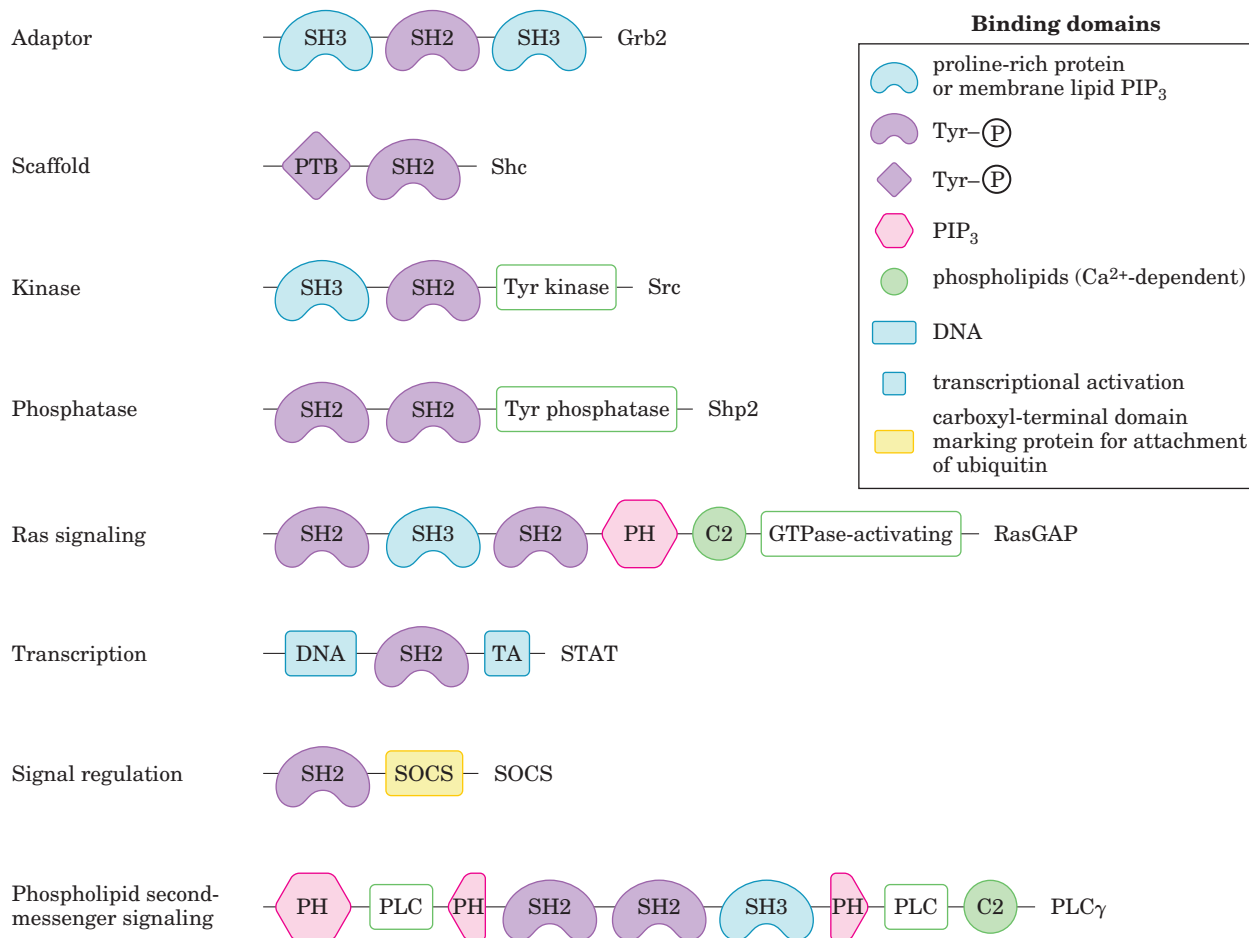 Adaptor
SH3 SH2 SH3 Grb2
Scaffold
PTB SH2 Shc
Kinase
SH3 SH2 Tyr kinase Src
Phosphatase
SH2 SH2 Tyr phosphatase Shp2
Ras signaling
SH2 SH3 SH2 PH C2 GTPase-activating RasGAP
Transcription
DNA SH2 TA STAT
Signal regulation
SH2 SOCS SOCS
Phospholipid second-
messenger signaling
PH PLC PH SH2 SH2 SH3 PH PLC C2 PLCγ
Binding domains
proline-rich protein
or membrane lipid PIP₃
Tyr–Ⓟ
Tyr–Ⓟ
PIP₃
phospholipids (Ca²⁺-dependent)
DNA
transcriptional activation
carboxyl-terminal domain
marking protein for attachment
of ubiquitin